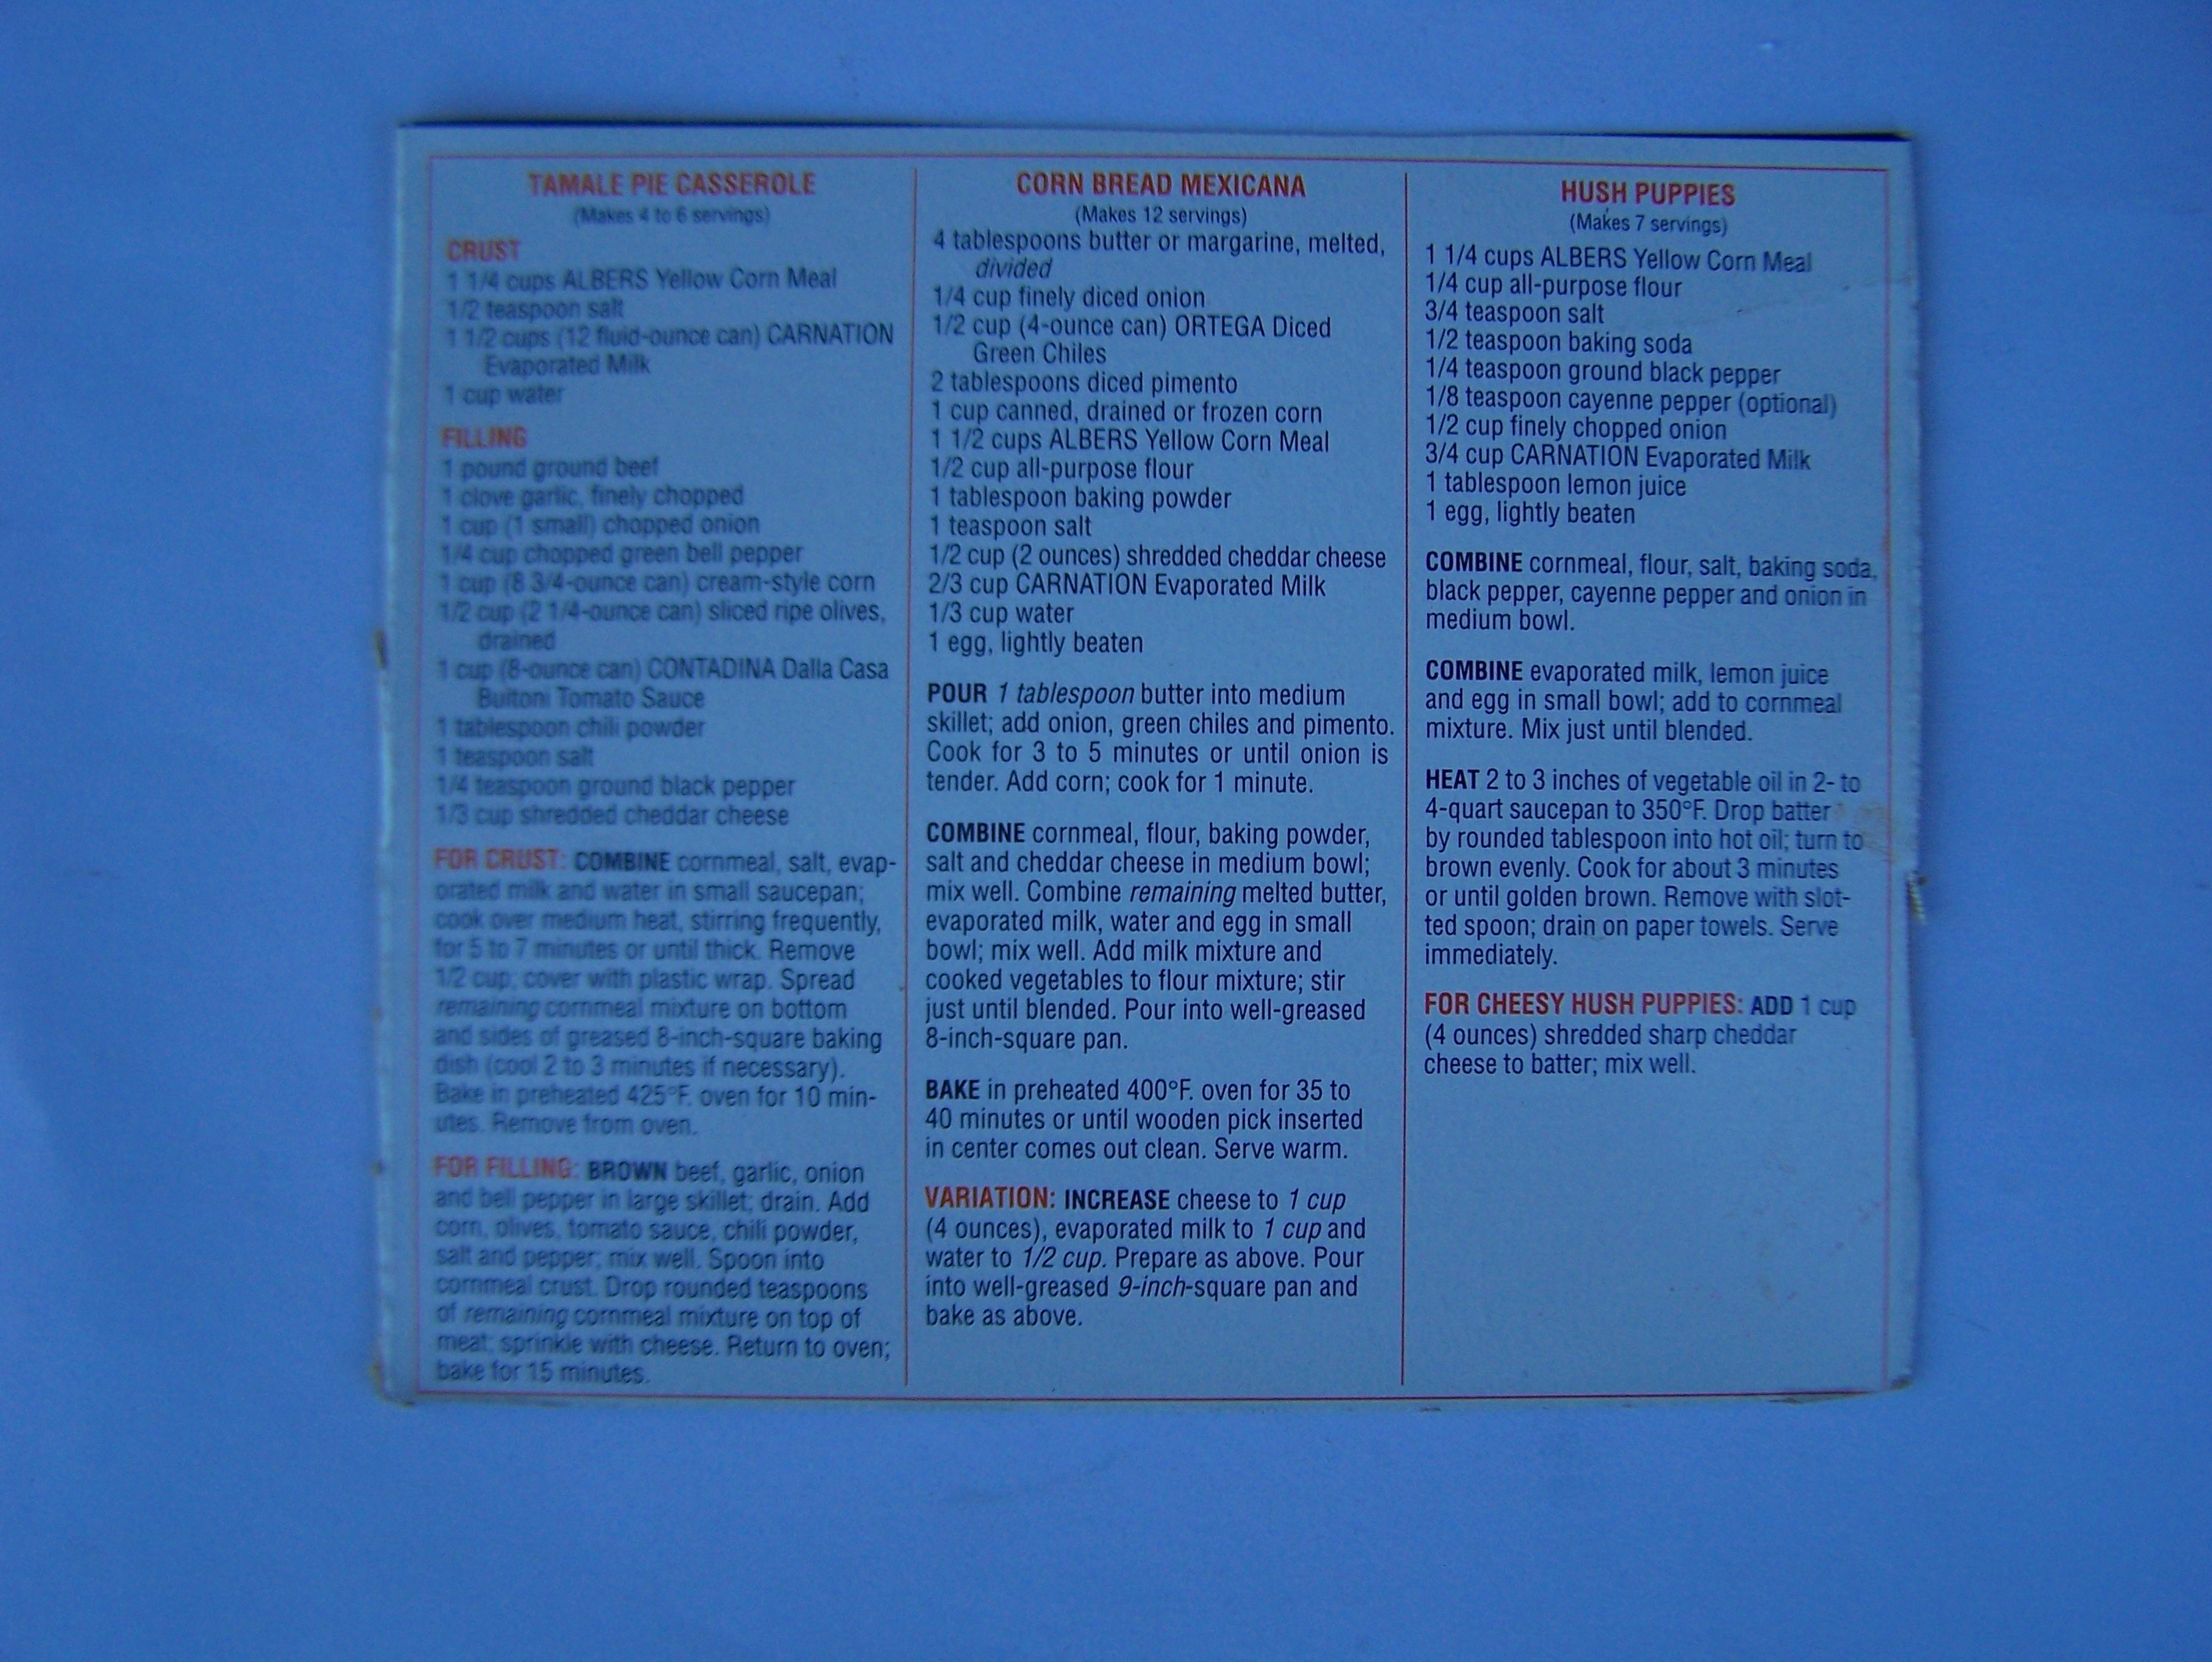 TAMALE PIE CASSEROLE
(Makes 4 to 6 servings)
CRUST
1 1/4 cups ALBERS Yellow Corn Meal
1/2 teaspoon salt
1 1/2 cups (12 fluid-ounce can) CARNATION
Evaporated Milk
1 cup water
FILLING
1 pound ground beef
1 clove garlic, finely chopped
1 cup (1 small) chopped onion
1/4 cup chopped green bell pepper
1 cup (8 3/4-ounce can) cream-style corn
1/2 cup (2 1/4-ounce can) sliced ripe olives,
drained
1 cup (8-ounce can) CONTADINA Dalla Casa
Buitoni Tomato Sauce
1 tablespoon chili powder
1 teaspoon salt
1/4 teaspoon ground black pepper
1/3 cup shredded cheddar cheese
FOR CRUST: COMBINE cornmeal, salt, evap-
orated milk and water in small saucepan;
cook over medium heat, stirring frequently,
for 5 to 7 minutes or until thick. Remove
1/2 cup; cover with plastic wrap. Spread
remaining cornmeal mixture on bottom
and sides of greased 8-inch-square baking
dish (cool 2 to 3 minutes if necessary).
Bake in preheated 425°F. oven for 10 min-
utes. Remove from oven.
FOR FILLING: BROWN beef, garlic, onion
and bell pepper in large skillet; drain. Add
corn, olives, tomato sauce, chili powder,
salt and pepper; mix well. Spoon into
cornmeal crust. Drop rounded teaspoons
of remaining cornmeal mixture on top of
meat; sprinkle with cheese. Return to oven;
bake for 15 minutes.
CORN BREAD MEXICANA
(Makes 12 servings)
4 tablespoons butter or margarine, melted,
divided
1/4 cup finely diced onion
1/2 cup (4-ounce can) ORTEGA Diced
Green Chiles
2 tablespoons diced pimento
1 cup canned, drained or frozen corn
1 1/2 cups ALBERS Yellow Corn Meal
1/2 cup all-purpose flour
1 tablespoon baking powder
1 teaspoon salt
1/2 cup (2 ounces) shredded cheddar cheese
2/3 cup CARNATION Evaporated Milk
1/3 cup water
1 egg, lightly beaten
POUR 1 tablespoon butter into medium
skillet; add onion, green chiles and pimento.
Cook for 3 to 5 minutes or until onion is
tender. Add corn; cook for 1 minute.
COMBINE cornmeal, flour, baking powder,
salt and cheddar cheese in medium bowl;
mix well. Combine remaining melted butter,
evaporated milk, water and egg in small
bowl; mix well. Add milk mixture and
cooked vegetables to flour mixture; stir
just until blended. Pour into well-greased
8-inch-square pan.
BAKE in preheated 400°F. oven for 35 to
40 minutes or until wooden pick inserted
in center comes out clean. Serve warm.
VARIATION: INCREASE cheese to 1 cup
(4 ounces), evaporated milk to 1 cup and
water to 1/2 cup. Prepare as above. Pour
into well-greased 9-inch-square pan and
bake as above.
HUSH PUPPIES
(Makes 7 servings)
1 1/4 cups ALBERS Yellow Corn Meal
1/4 cup all-purpose flour
3/4 teaspoon salt
1/2 teaspoon baking soda
1/4 teaspoon ground black pepper
1/8 teaspoon cayenne pepper (optional)
1/2 cup finely chopped onion
3/4 cup CARNATION Evaporated Milk
1 tablespoon lemon juice
1 egg, lightly beaten
COMBINE cornmeal, flour, salt, baking soda,
black pepper, cayenne pepper and onion in
medium bowl.
COMBINE evaporated milk, lemon juice
and egg in small bowl; add to cornmeal
mixture. Mix just until blended.
HEAT 2 to 3 inches of vegetable oil in 2- to
4-quart saucepan to 350°F. Drop batter
by rounded tablespoon into hot oil; turn to
brown evenly. Cook for about 3 minutes
or until golden brown. Remove with slot-
ted spoon; drain on paper towels. Serve
immediately.
FOR CHEESY HUSH PUPPIES: ADD 1 cup
(4 ounces) shredded sharp cheddar
cheese to batter; mix well.